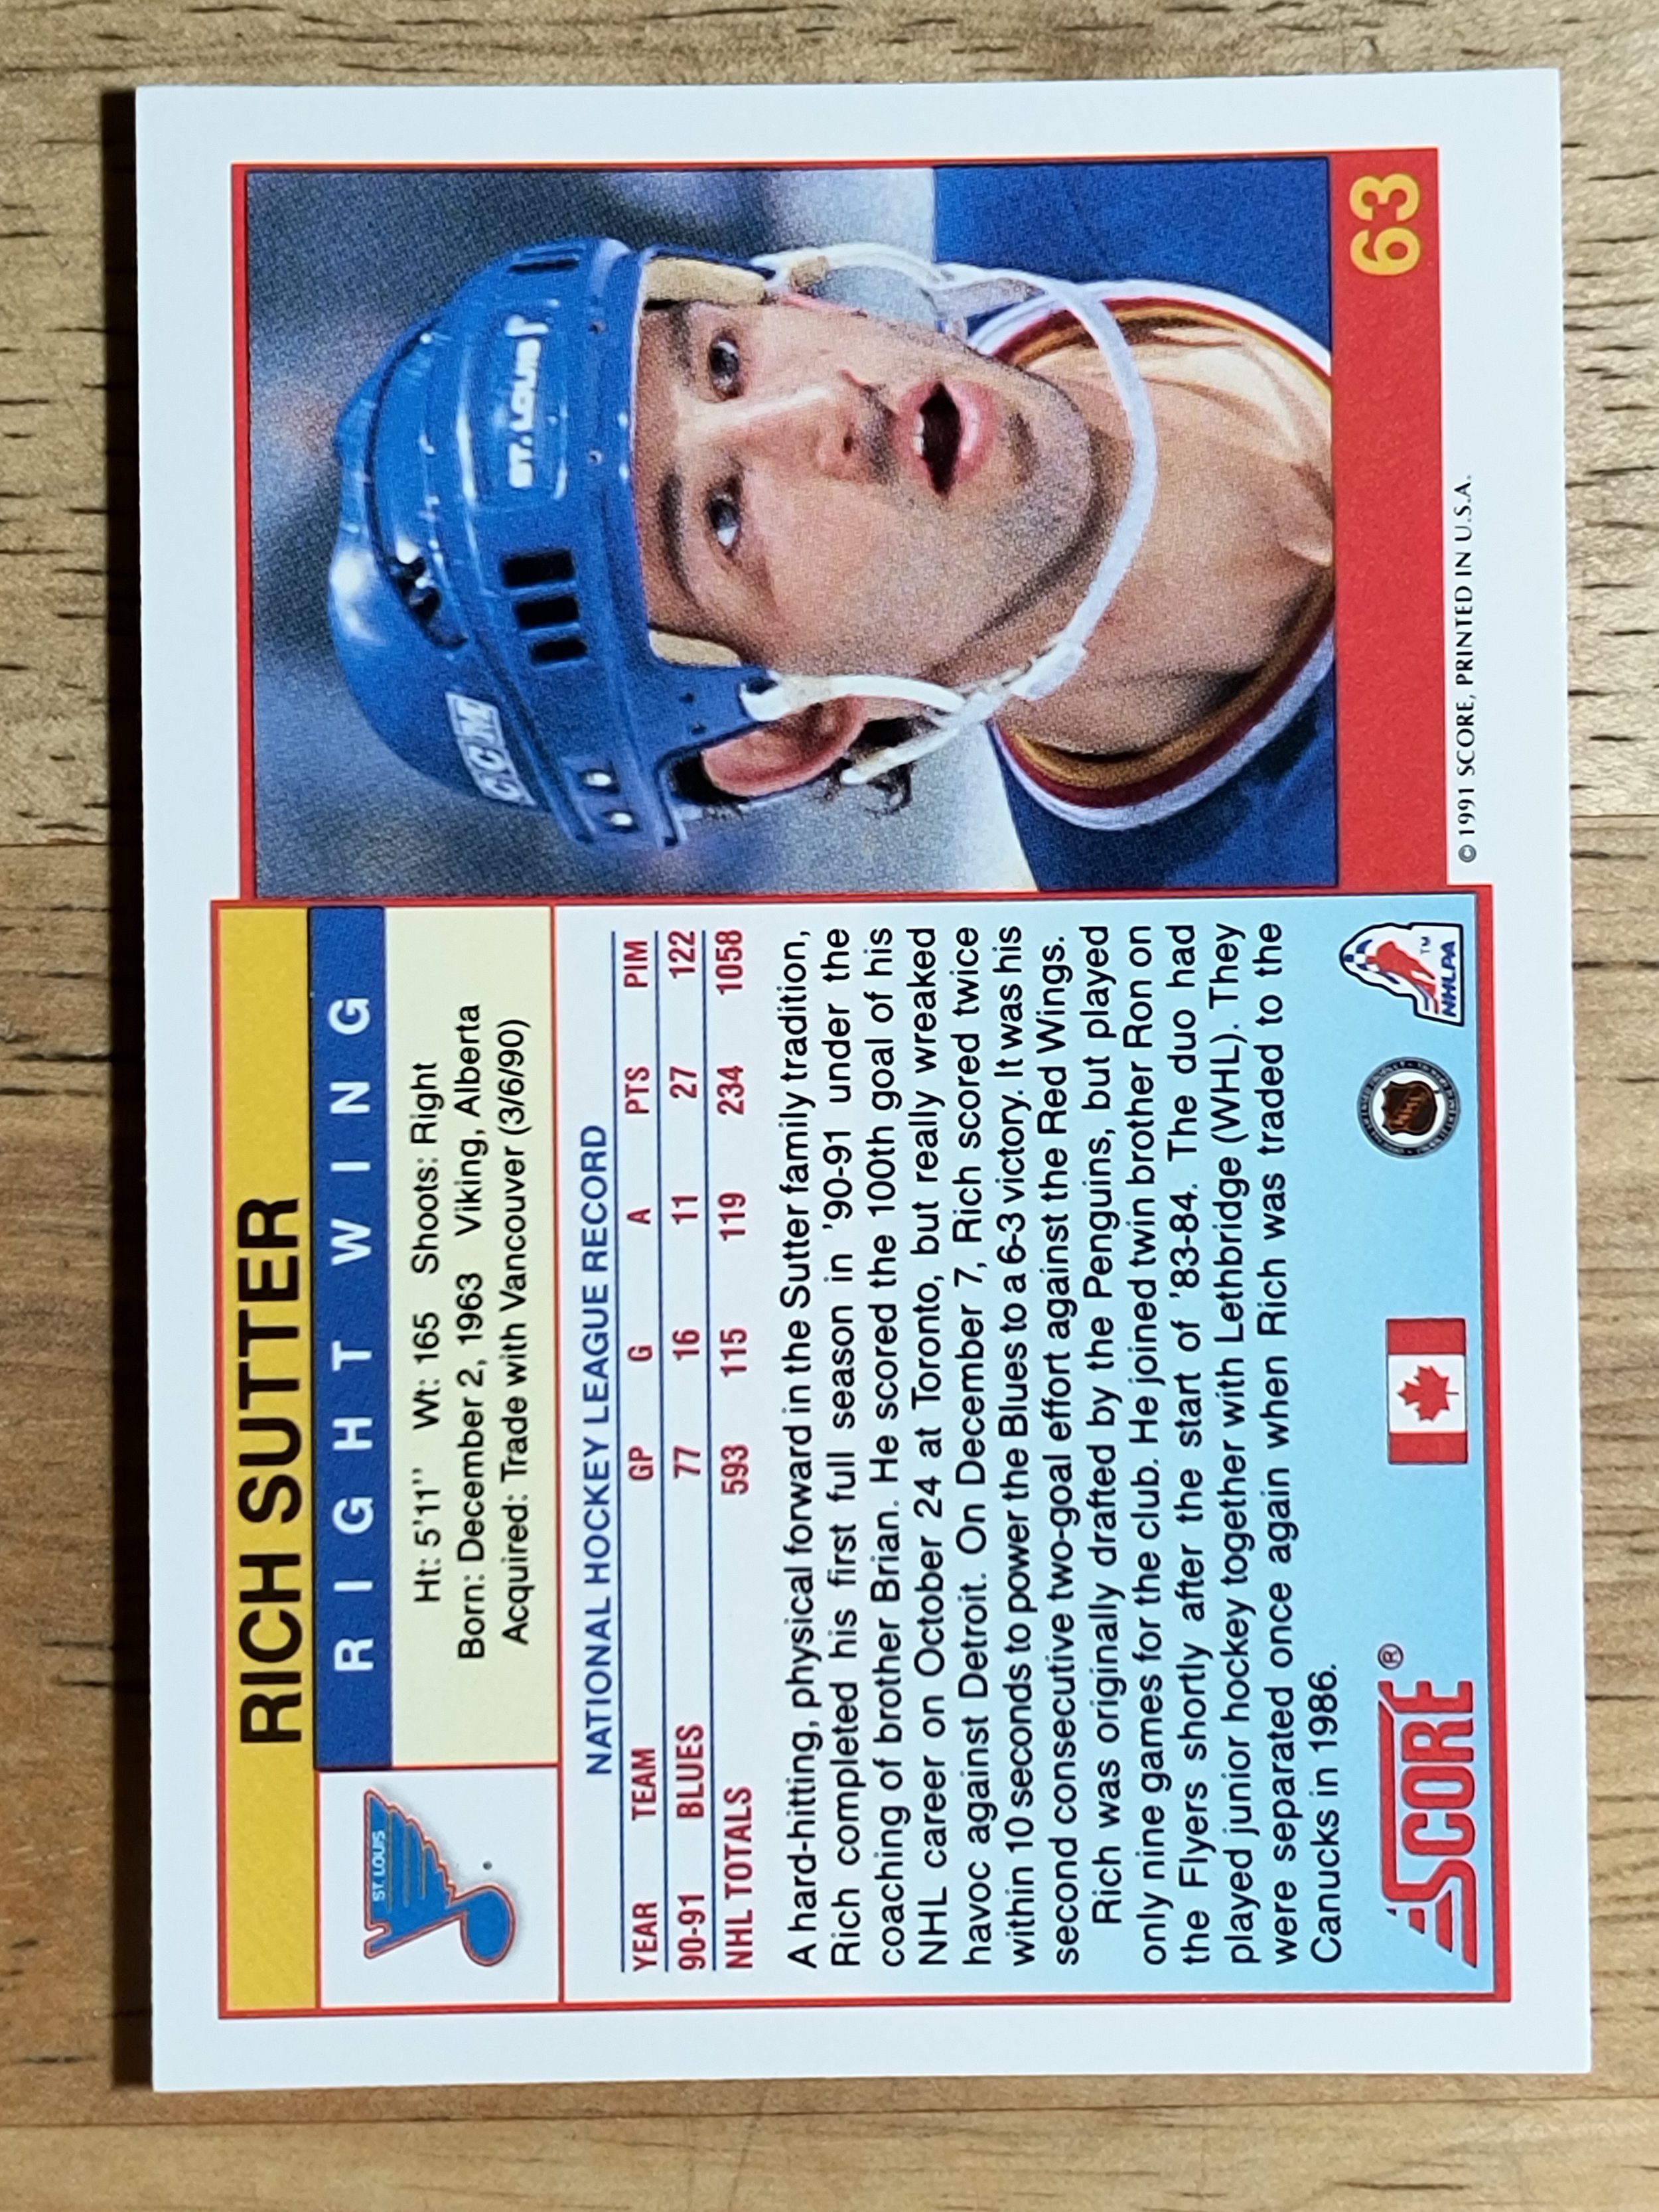 RICH SUTTER
RIGHT WING
ST. LOUIS
Ht: 5'11" Wt: 165 Shoots: Right
Born: December 2, 1963 Viking, Alberta
Acquired: Trade with Vancouver (3/6/90)
NATIONAL HOCKEY LEAGUE RECORD
YEAR TEAM GP G A PTS PIM
90-91 BLUES 77 16 11 27 122
NHL TOTALS 593 115 119 234 1058
A hard-hitting, physical forward in the Sutter family tradition,
Rich completed his first full season in '90-91 under the
coaching of brother Brian. He scored the 100th goal of his
NHL career on October 24 at Toronto, but really wreaked
havoc against Detroit. On December 7, Rich scored twice
within 10 seconds to power the Blues to a 6-3 victory. It was his
second consecutive two-goal effort against the Red Wings.
Rich was originally drafted by the Penguins, but played
only nine games for the club. He joined twin brother Ron on
the Flyers shortly after the start of '83-84. The duo had
played junior hockey together with Lethbridge (WHL). They
were separated once again when Rich was traded to the
Canucks in 1986.
SCORE®
NHL
NHLPA™
CCM
ST. LOUIS
63
© 1991 SCORE, PRINTED IN U.S.A.